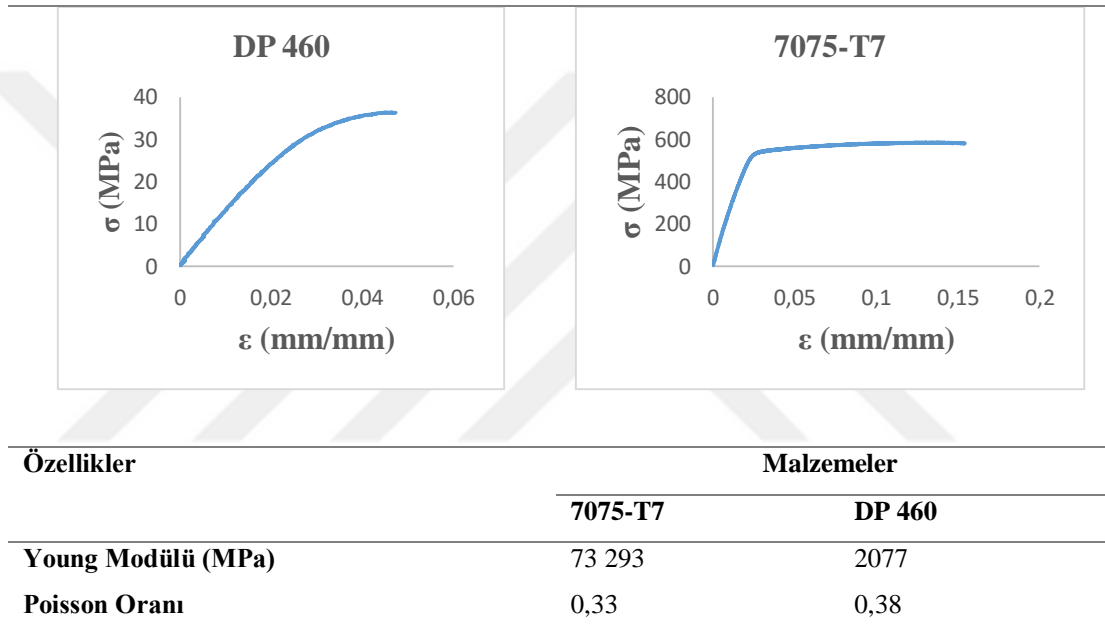 DP 460
40
30
20
10
0
σ (MPa)
0 0,02 0,04 0,06
ε (mm/mm)
7075-T7
800
600
400
200
0
σ (MPa)
0 0,05 0,1 0,15 0,2
ε (mm/mm)
Özellikler Malzemeler
7075-T7 DP 460
Young Modülü (MPa) 73 293 2077
Poisson Oranı 0,33 0,38